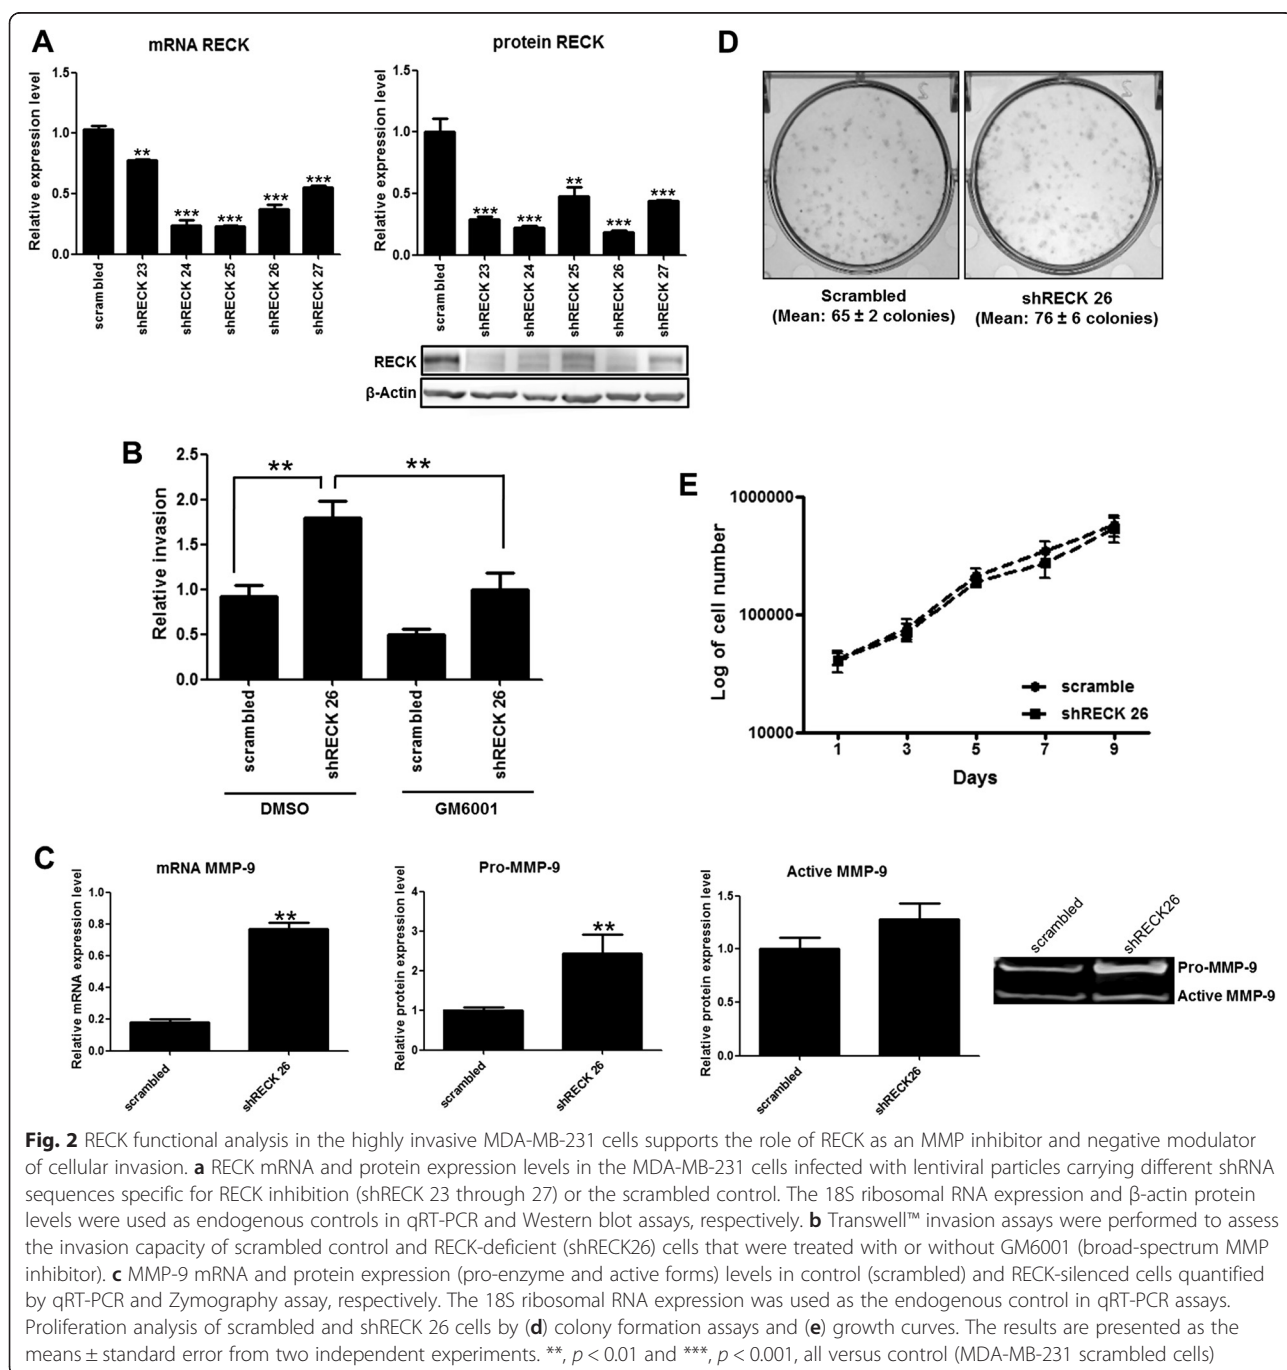 A
mRNA RECK
Relative expression level
1.5
1.0
0.5
0.0
**
***
***
***
***
scrambled
shRECK 23
shRECK 24
shRECK 25
shRECK 26
shRECK 27
protein RECK
Relative expression level
1.5
1.0
0.5
0.0
***
***
**
***
***
scrambled
shRECK 23
shRECK 24
shRECK 25
shRECK 26
shRECK 27
RECK
β-Actin
D
Scrambled
(Mean: 65 ± 2 colonies)
shRECK 26
(Mean: 76 ± 6 colonies)
B
Relative invasion
2.5
2.0
1.5
1.0
0.5
0.0
**
**
scrambled
shRECK 26
scrambled
shRECK 26
DMSO
GM6001
E
Log of cell number
1000000
100000
10000
scramble
shRECK 26
1
3
5
7
9
Days
C
mRNA MMP-9
Relative mRNA expression level
1.0
0.8
0.6
0.4
0.2
0.0
**
scrambled
shRECK 26
Pro-MMP-9
Relative protein expression level
4
3
2
1
0
**
scrambled
shRECK 26
Active MMP-9
Relative protein expression level
1.5
1.0
0.5
0.0
scrambled
shRECK26
scrambled
shRECK26
Pro-MMP-9
Active MMP-9
Fig. 2 RECK functional analysis in the highly invasive MDA-MB-231 cells supports the role of RECK as an MMP inhibitor and negative modulator
of cellular invasion. a RECK mRNA and protein expression levels in the MDA-MB-231 cells infected with lentiviral particles carrying different shRNA
sequences specific for RECK inhibition (shRECK 23 through 27) or the scrambled control. The 18S ribosomal RNA expression and β-actin protein
levels were used as endogenous controls in qRT-PCR and Western blot assays, respectively. b Transwell™ invasion assays were performed to assess
the invasion capacity of scrambled control and RECK-deficient (shRECK26) cells that were treated with or without GM6001 (broad-spectrum MMP
inhibitor). c MMP-9 mRNA and protein expression (pro-enzyme and active forms) levels in control (scrambled) and RECK-silenced cells quantified
by qRT-PCR and Zymography assay, respectively. The 18S ribosomal RNA expression was used as the endogenous control in qRT-PCR assays.
Proliferation analysis of scrambled and shRECK 26 cells by (d) colony formation assays and (e) growth curves. The results are presented as the
means ± standard error from two independent experiments. **, p < 0.01 and ***, p < 0.001, all versus control (MDA-MB-231 scrambled cells)